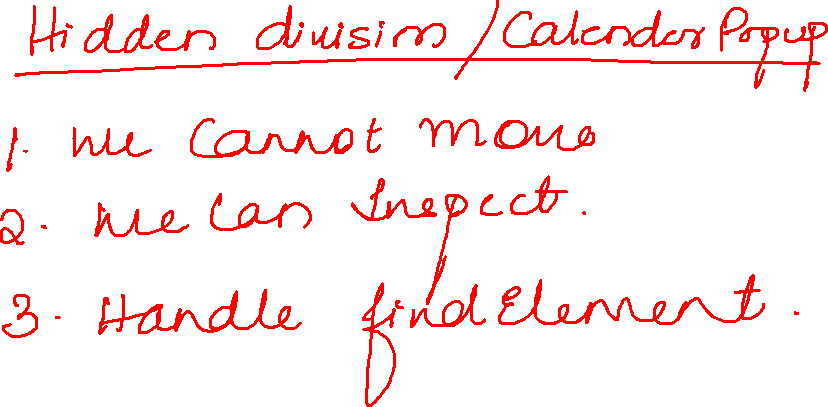 Hidden division / Calendar Popup
1. We Cannot move
2. We Can Inspect.
3. Handle findElement.